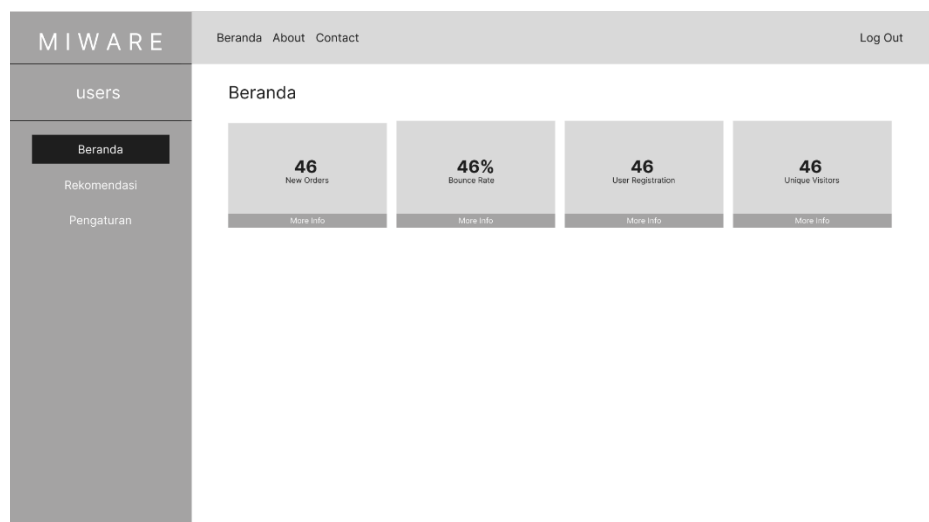 MIWARE
Beranda About Contact
Log Out
users
Beranda
Rekomendasi
Pengaturan
Beranda
46
New Orders
More Info
46%
Bounce Rate
More Info
46
User Registration
More Info
46
Unique Visitors
More Info